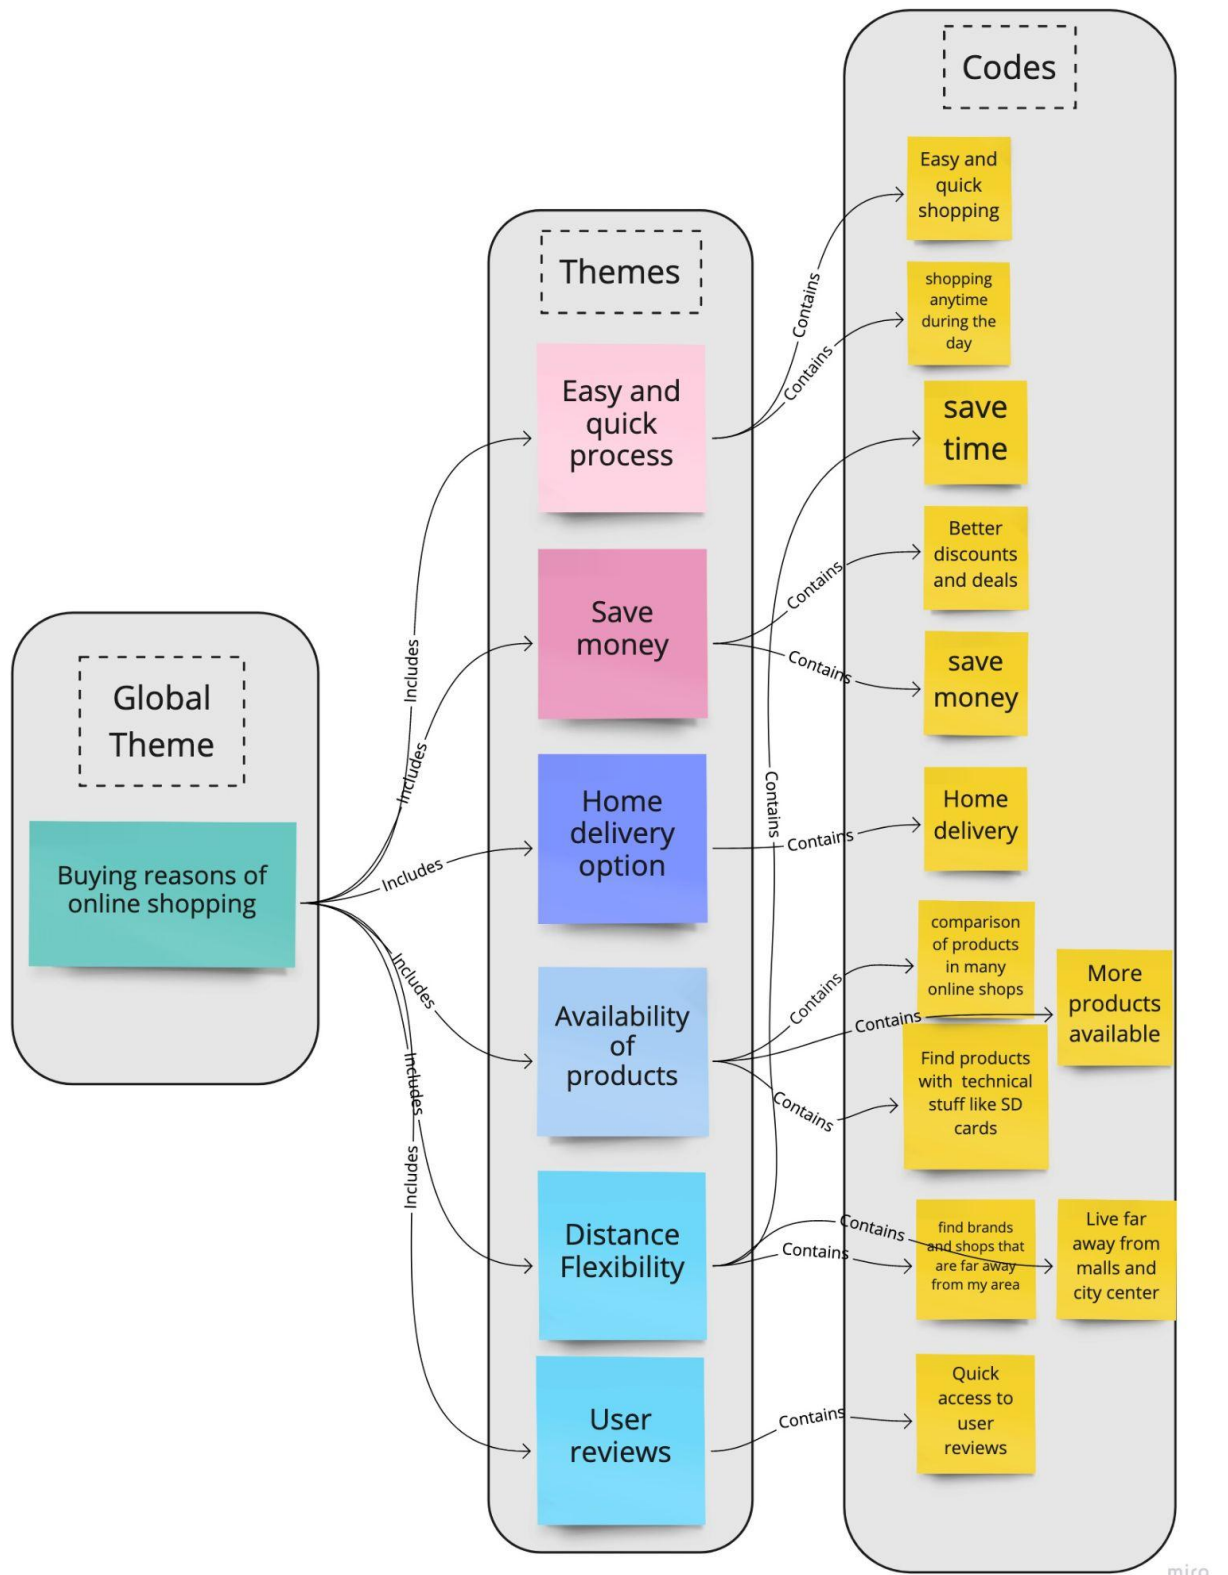 Codes
Easy and
quick
shopping
shopping
anytime
during the
day
save
time
Better
discounts
and deals
save
money
Home
delivery
comparison
of products
in many
online shops
More
products
available
Find products
with technical
stuff like SD
cards
find brands
and shops that
are far away
from my area
Live far
away from
malls and
city center
Quick
access to
user
reviews
Themes
Easy and
quick
process
Save
money
Home
delivery
option
Availability
of
products
Distance
Flexibility
User
reviews
Global
Theme
Buying reasons of
online shopping
Includes
Includes
Includes
Includes
Includes
Includes
Contains
Contains
Contains
Contains
Contains
Contains
Contains
Contains
Contains
Contains
Contains
Contains
miro